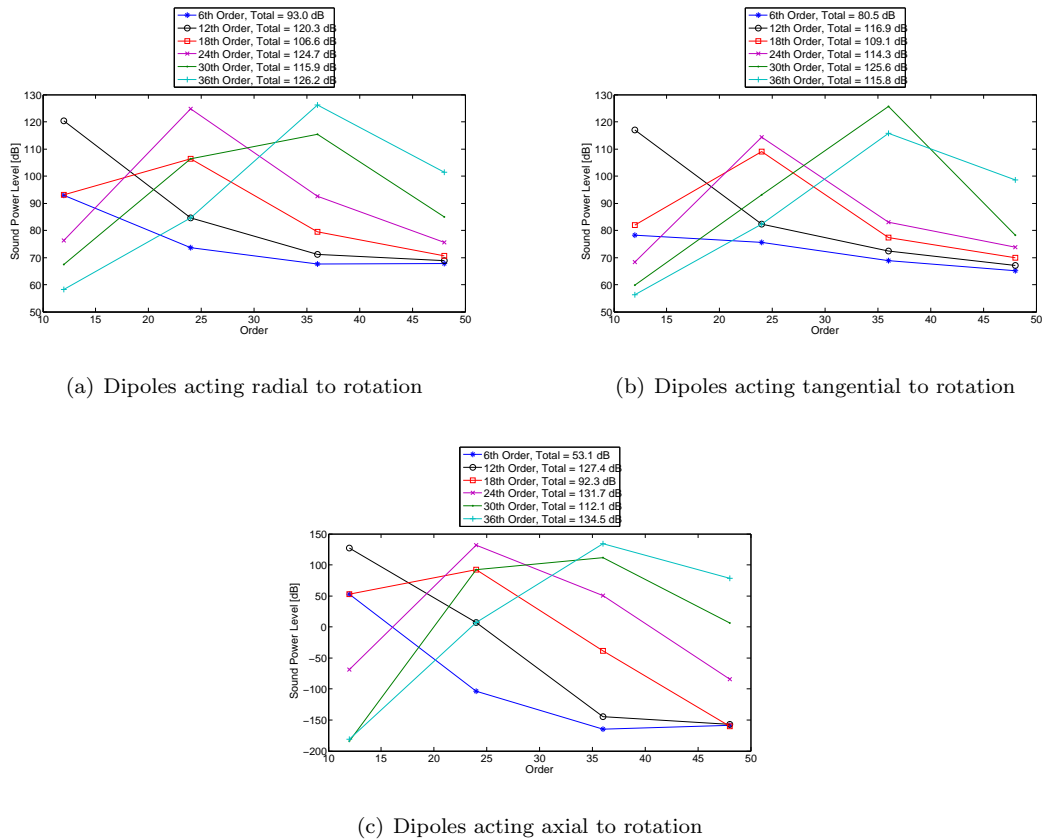 6th Order, Total = 93.0 dB
12th Order, Total = 120.3 dB
18th Order, Total = 106.6 dB
24th Order, Total = 124.7 dB
30th Order, Total = 115.9 dB
36th Order, Total = 126.2 dB
130
120
110
100
90
80
70
60
50
Sound Power Level [dB]
10 15 20 25 30 35 40 45 50
Order
(a) Dipoles acting radial to rotation
6th Order, Total = 80.5 dB
12th Order, Total = 116.9 dB
18th Order, Total = 109.1 dB
24th Order, Total = 114.3 dB
30th Order, Total = 125.6 dB
36th Order, Total = 115.8 dB
130
120
110
100
90
80
70
60
50
Sound Power Level [dB]
10 15 20 25 30 35 40 45 50
Order
(b) Dipoles acting tangential to rotation
6th Order, Total = 53.1 dB
12th Order, Total = 127.4 dB
18th Order, Total = 92.3 dB
24th Order, Total = 131.7 dB
30th Order, Total = 112.1 dB
36th Order, Total = 134.5 dB
150
100
50
0
−50
−100
−150
−200
Sound Power Level [dB]
10 15 20 25 30 35 40 45 50
Order
(c) Dipoles acting axial to rotation